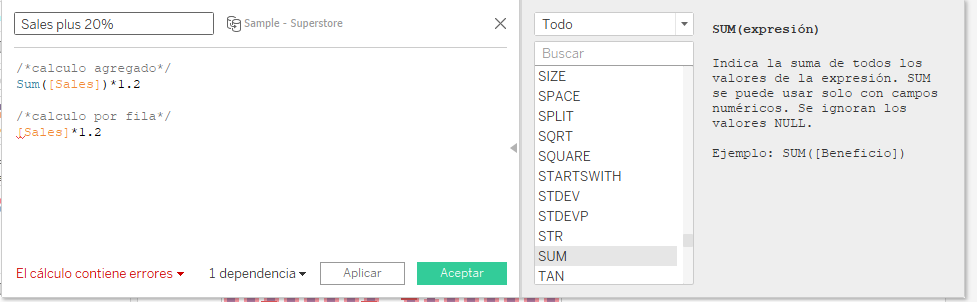 Sales plus 20%
Sample - Superstore
/*calculo agregado*/
Sum([Sales])*1.2
/*calculo por fila*/
[Sales]*1.2
El cálculo contiene errores
1 dependencia
Aplicar
Aceptar
Todo
Buscar
SIZE
SPACE
SPLIT
SQRT
SQUARE
STARTSWITH
STDEV
STDEVP
STR
SUM
TAN
SUM(expresión)
Indica la suma de todos los
valores de la expresión. SUM
se puede usar solo con campos
numéricos. Se ignoran los
valores NULL.
Ejemplo: SUM([Beneficio])